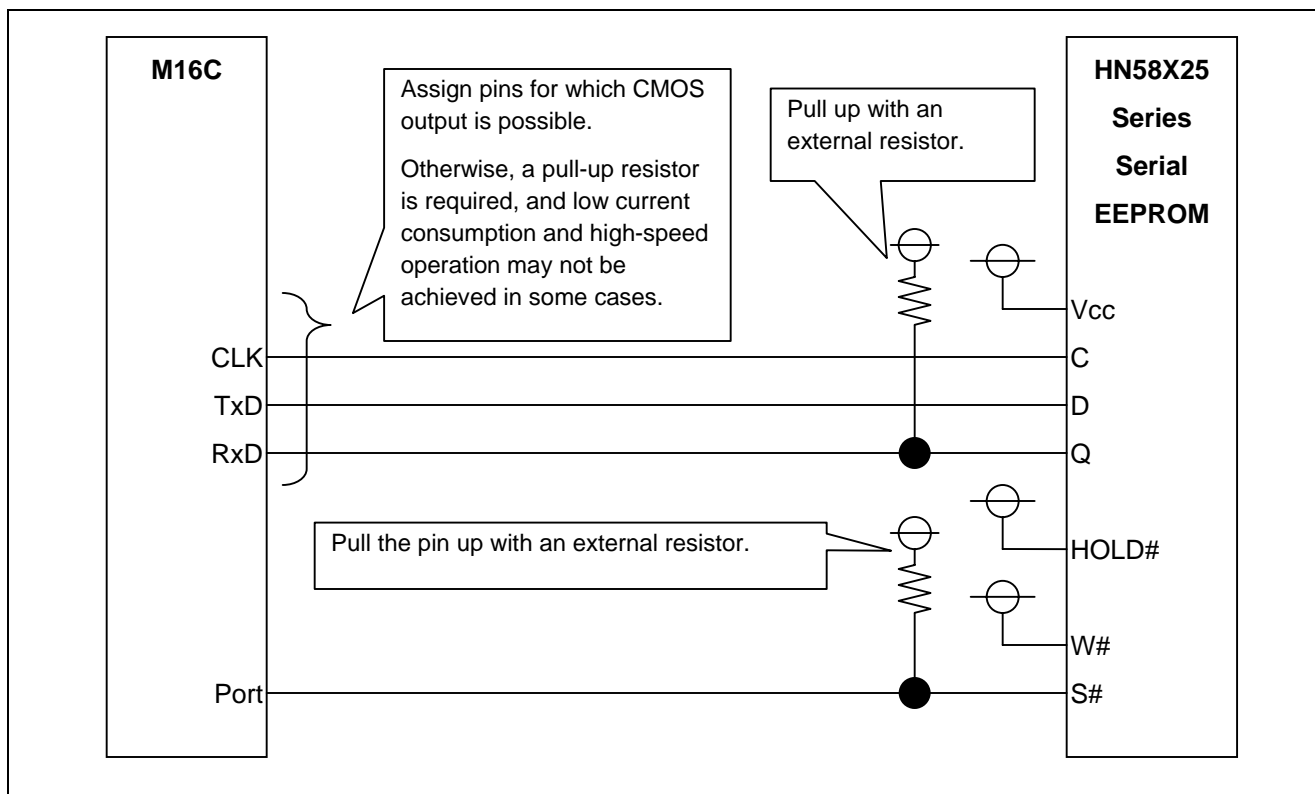 M16C
Assign pins for which CMOS
output is possible.
Otherwise, a pull-up resistor
is required, and low current
consumption and high-speed
operation may not be
achieved in some cases.
Pull up with an
external resistor.
HN58X25
Series
Serial
EEPROM
Vcc
CLK
C
TxD
D
RxD
Q
Pull the pin up with an external resistor.
HOLD#
W#
Port
S#